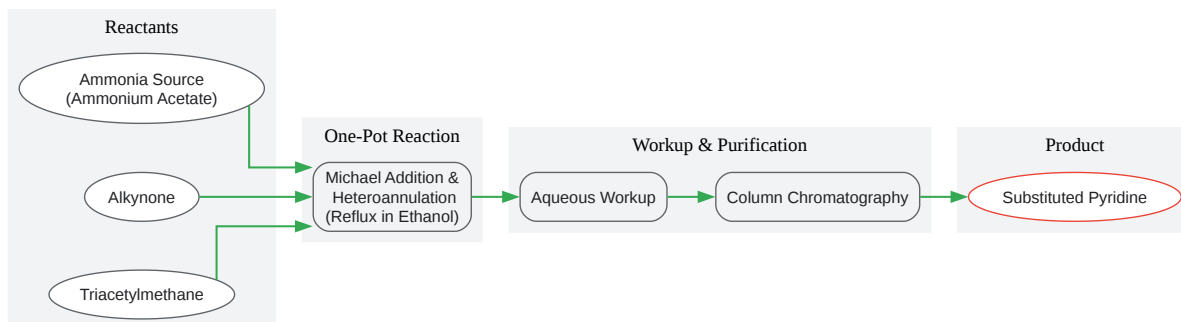 Reactants
Ammonia Source
(Ammonium Acetate)
Alkynone
Triacetylmethane
One-Pot Reaction
Michael Addition &
Heteroannulation
(Reflux in Ethanol)
Workup & Purification
Aqueous Workup
Column Chromatography
Product
Substituted Pyridine